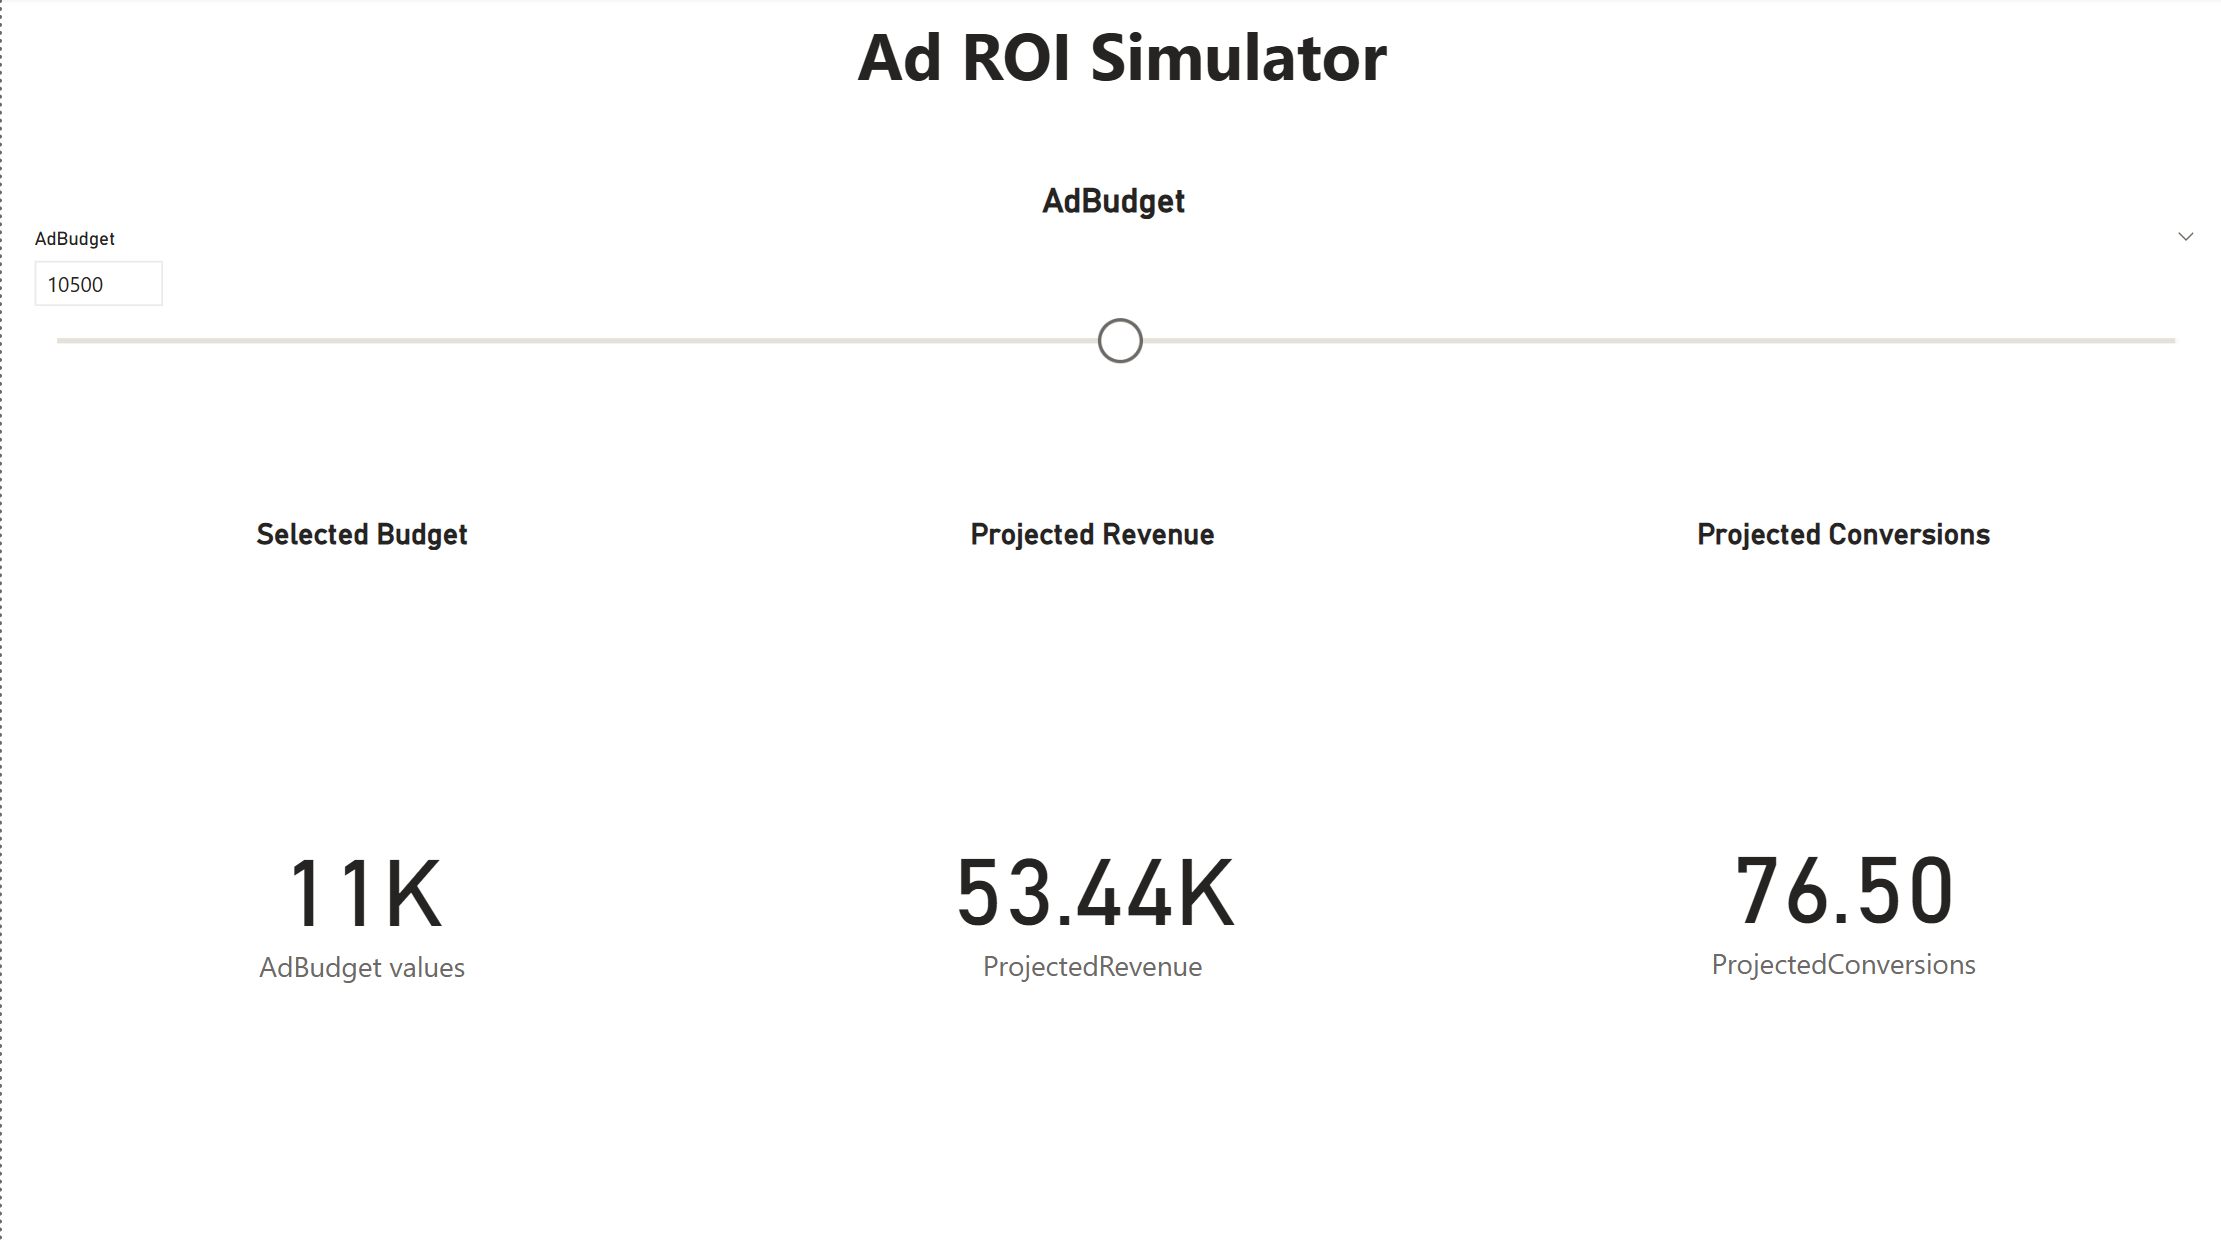 Ad ROI Simulator
AdBudget
AdBudget
10500
Selected Budget
Projected Revenue
Projected Conversions
11K
53.44K
76.50
AdBudget values
ProjectedRevenue
ProjectedConversions